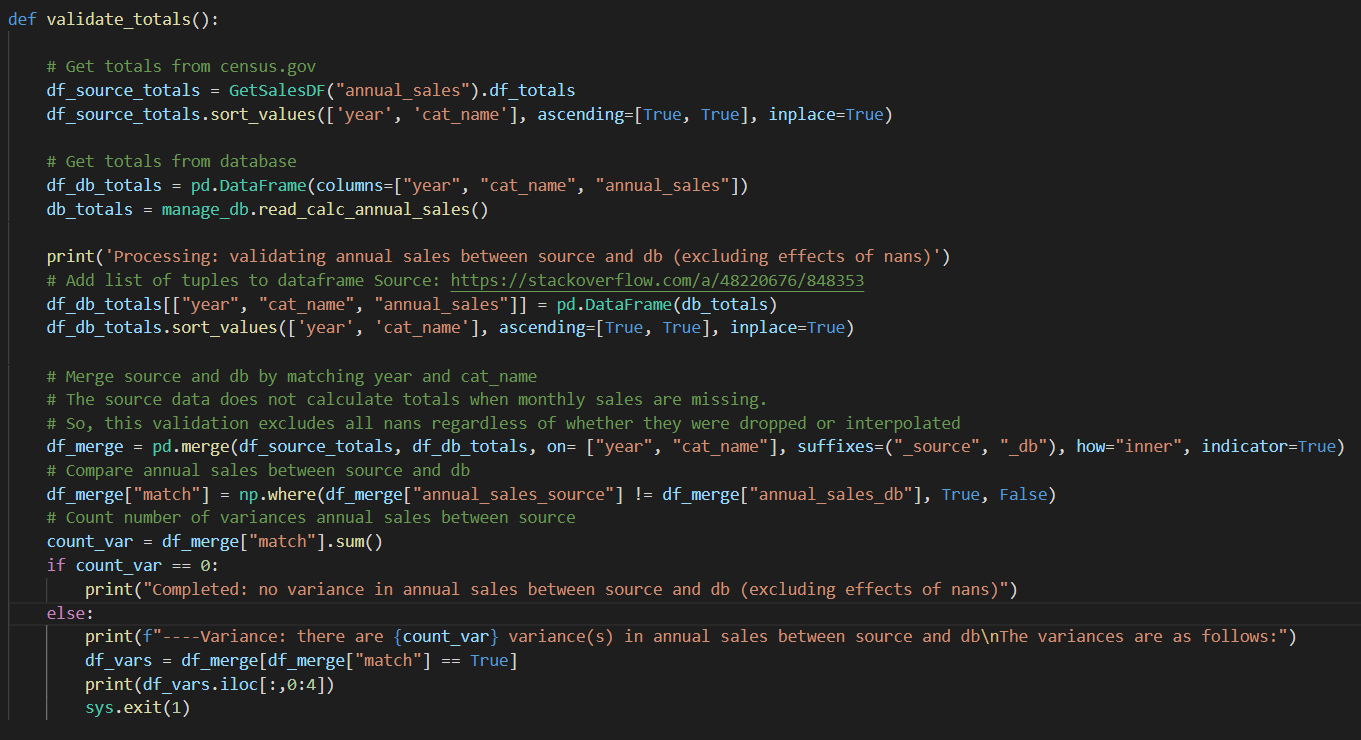 def validate_totals():
# Get totals from census.gov
df_source_totals = GetSalesDF("annual_sales").df_totals
df_source_totals.sort_values(['year', 'cat_name'], ascending=[True, True], inplace=True)
# Get totals from database
df_db_totals = pd.DataFrame(columns=["year", "cat_name", "annual_sales"])
db_totals = manage_db.read_calc_annual_sales()
print('Processing: validating annual sales between source and db (excluding effects of nans)')
# Add list of tuples to dataframe Source: https://stackoverflow.com/a/48220676/848353
df_db_totals[["year", "cat_name", "annual_sales"]] = pd.DataFrame(db_totals)
df_db_totals.sort_values(['year', 'cat_name'], ascending=[True, True], inplace=True)
# Merge source and db by matching year and cat_name
# The source data does not calculate totals when monthly sales are missing.
# So, this validation excludes all nans regardless of whether they were dropped or interpolated
df_merge = pd.merge(df_source_totals, df_db_totals, on= ["year", "cat_name"], suffixes=("_source", "_db"), how="inner", indicator=True)
# Compare annual sales between source and db
df_merge["match"] = np.where(df_merge["annual_sales_source"] != df_merge["annual_sales_db"], True, False)
# Count number of variances annual sales between source
count_var = df_merge["match"].sum()
if count_var == 0:
print("Completed: no variance in annual sales between source and db (excluding effects of nans)")
else:
print(f"----Variance: there are {count_var} variance(s) in annual sales between source and db\nThe variances are as follows:")
df_vars = df_merge[df_merge["match"] == True]
print(df_vars.iloc[:,0:4])
sys.exit(1)